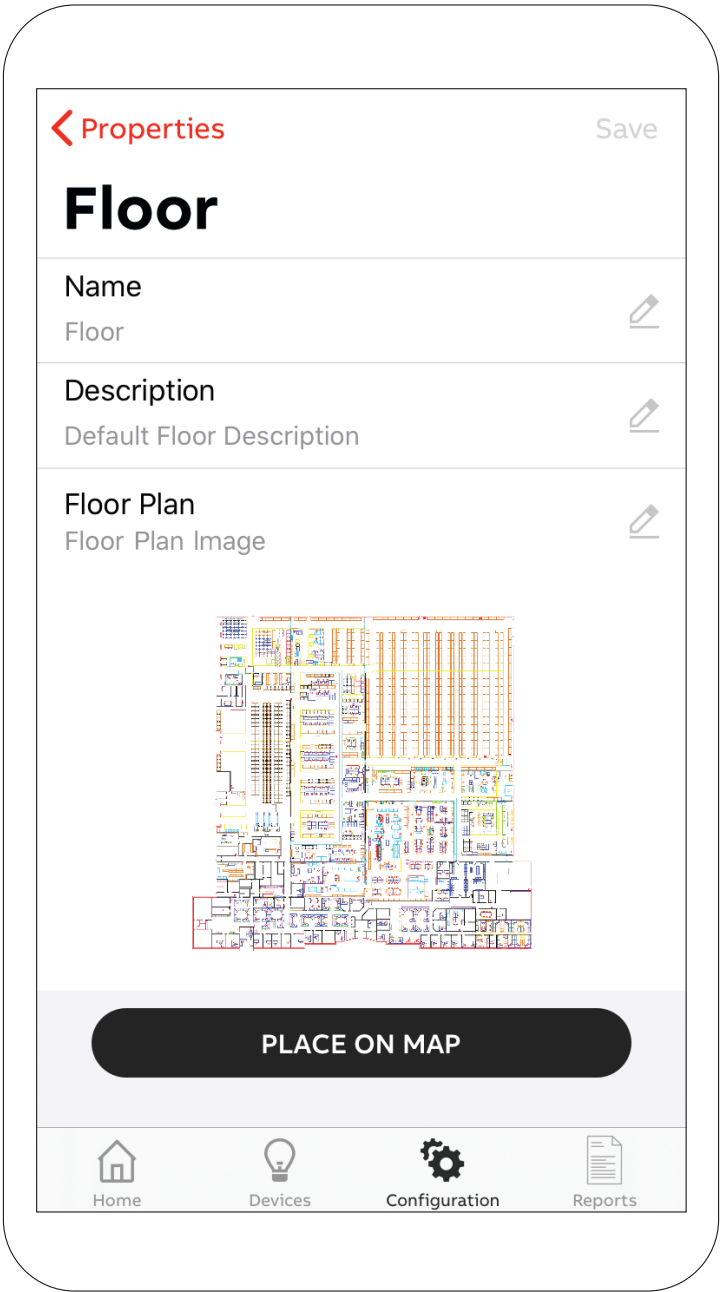 Properties
Save
Floor
Name
Floor
Description
Default Floor Description
Floor Plan
Floor Plan Image
PLACE ON MAP
Home
Devices
Configuration
Reports